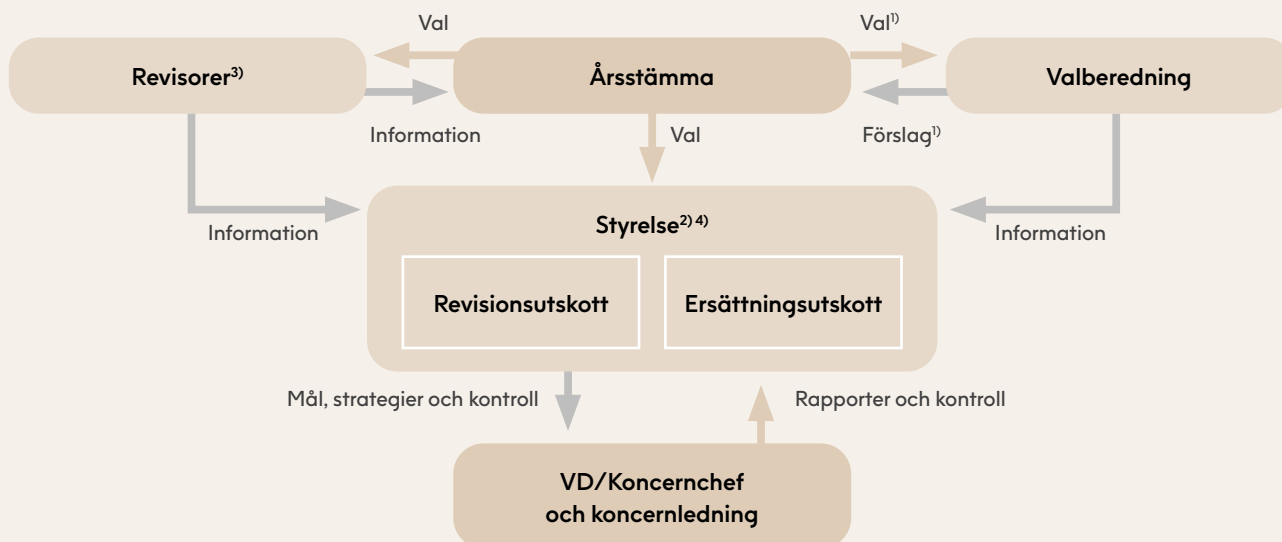 Val
Val¹⁾
Revisorer³⁾
Årsstämma
Valberedning
Information
Val
Förslag¹⁾
Information
Styrelse²⁾ ⁴⁾
Information
Revisionsutskott
Ersättningsutskott
Mål, strategier och kontroll
Rapporter och kontroll
VD/Koncernchef
och koncernledning